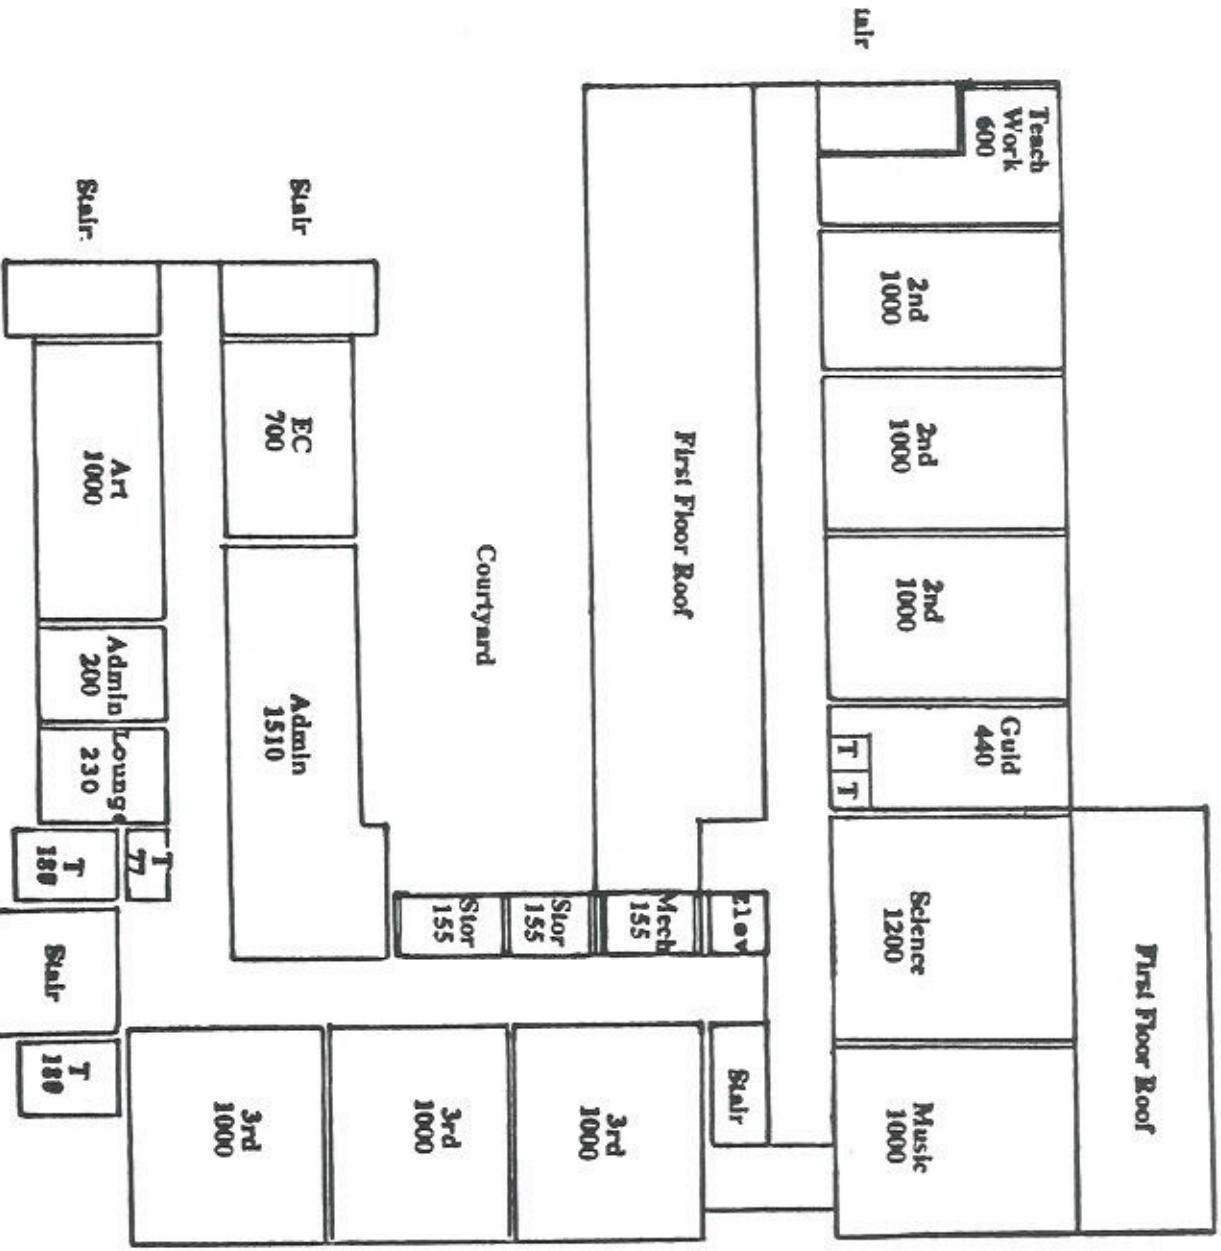 First Floor Roof
Teach
Work
600
2nd
1000
2nd
1000
2nd
1000
Guid
440
T
T
Science
1200
Music
1000
tair
Elev
Stair
First Floor Roof
Mech
155
3rd
1000
Stor
155
Courtyard
Stor
155
3rd
1000
Stair
EC
700
Admin
1510
3rd
1000
Stair.
Art
1000
Admin
200
Lounge
230
T
77
T
180
Stair
T
180